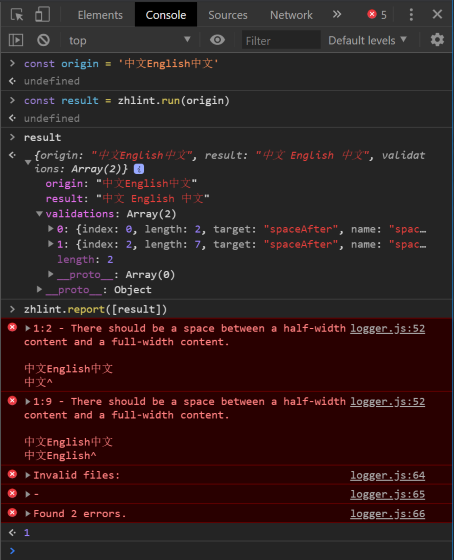 Elements Console Sources Network » 5
top Filter Default levels
const origin = '中文English中文'
undefined
const result = zhlint.run(origin)
undefined
result
{origin: "中文English中文", result: "中文 English 中文", validat
ions: Array(2)}
origin: "中文English中文"
result: "中文 English 中文"
validations: Array(2)
0: {index: 0, length: 2, target: "spaceAfter", name: "spac…
1: {index: 2, length: 7, target: "spaceAfter", name: "spac…
length: 2
__proto__: Array(0)
__proto__: Object
zhlint.report([result])
1:2 - There should be a space between a half-width logger.js:52
content and a full-width content.
中文English中文
中文^
1:9 - There should be a space between a half-width logger.js:52
content and a full-width content.
中文English中文
中文English^
Invalid files: logger.js:64
- logger.js:65
Found 2 errors. logger.js:66
1